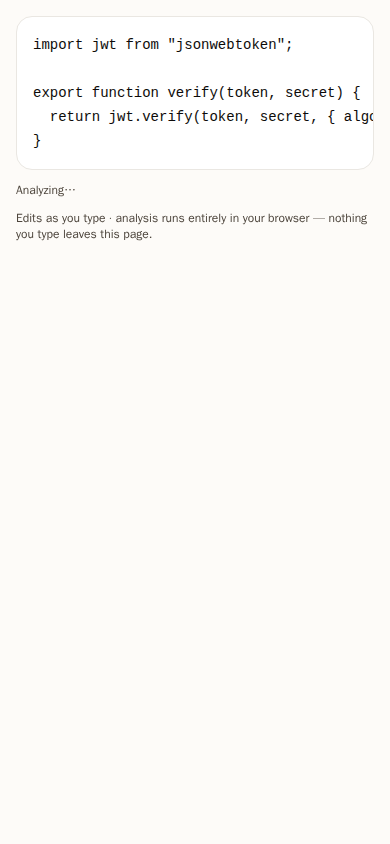 import jwt from "jsonwebtoken";
export function verify(token, secret) {
return jwt.verify(token, secret, { algo
}
Analyzing···
Edits as you type · analysis runs entirely in your browser — nothing
you type leaves this page.